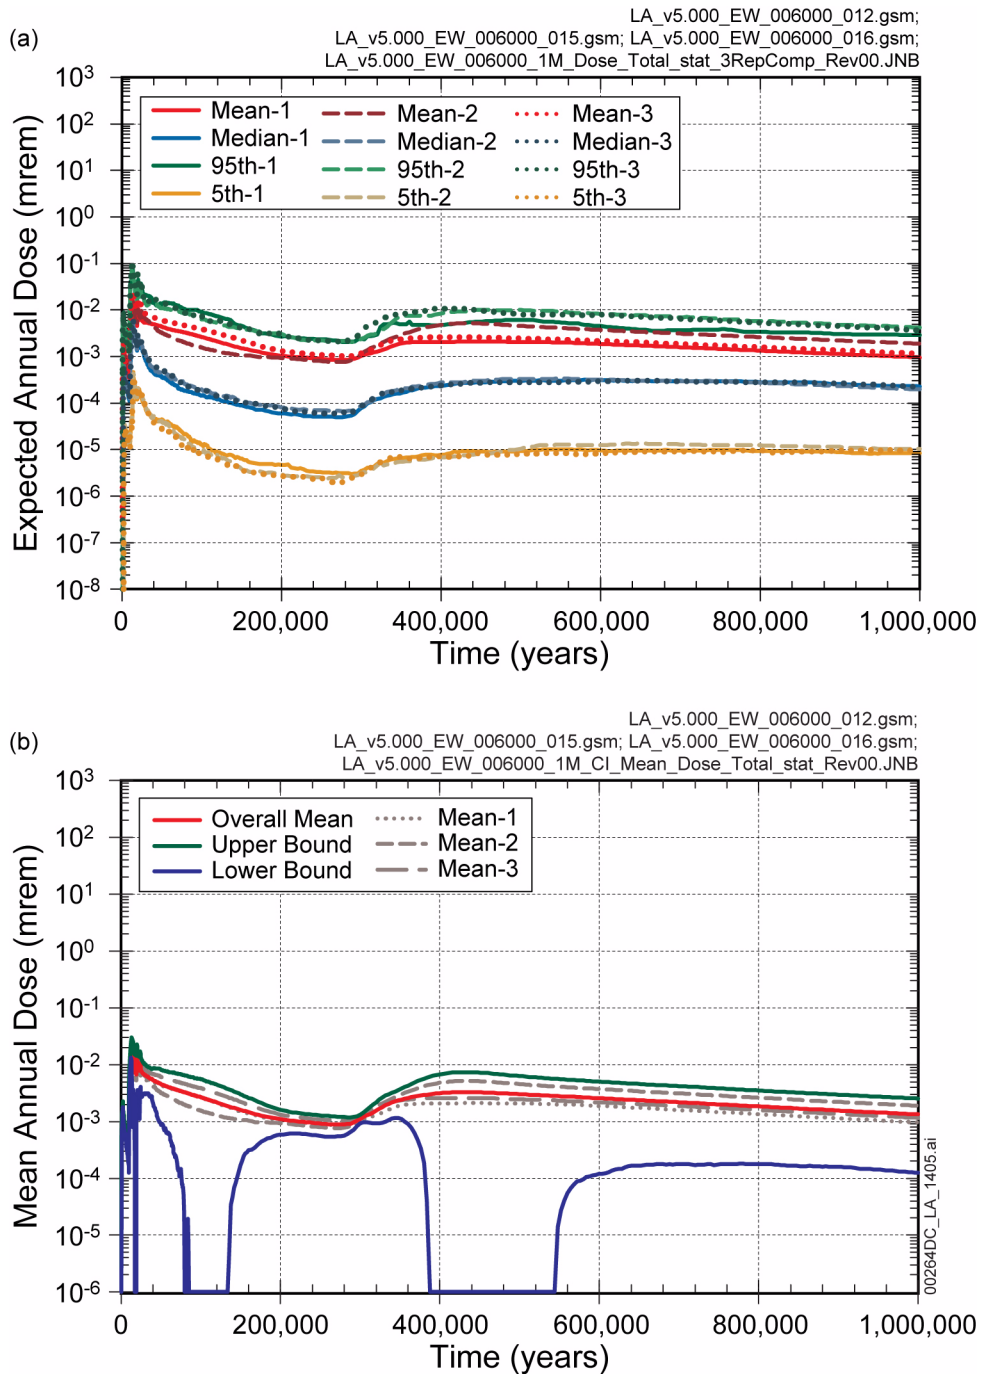 (a)
LA_v5.000_EW_006000_012.gsm;
LA_v5.000_EW_006000_015.gsm; LA_v5.000_EW_006000_016.gsm;
LA_v5.000_EW_006000_1M_Dose_Total_stat_3RepComp_Rev00.JNB
Expected Annual Dose (mrem)
10³
10²
10¹
10⁰
10⁻¹
10⁻²
10⁻³
10⁻⁴
10⁻⁵
10⁻⁶
10⁻⁷
10⁻⁸
Mean-1 Mean-2 Mean-3
Median-1 Median-2 Median-3
95th-1 95th-2 95th-3
5th-1 5th-2 5th-3
0 200,000 400,000 600,000 800,000 1,000,000
Time (years)
(b)
LA_v5.000_EW_006000_012.gsm;
LA_v5.000_EW_006000_015.gsm; LA_v5.000_EW_006000_016.gsm;
LA_v5.000_EW_006000_1M_CI_Mean_Dose_Total_stat_Rev00.JNB
Mean Annual Dose (mrem)
10³
10²
10¹
10⁰
10⁻¹
10⁻²
10⁻³
10⁻⁴
10⁻⁵
10⁻⁶
Overall Mean Mean-1
Upper Bound Mean-2
Lower Bound Mean-3
0 200,000 400,000 600,000 800,000 1,000,000
Time (years)
00264DC_LA_1405.ai